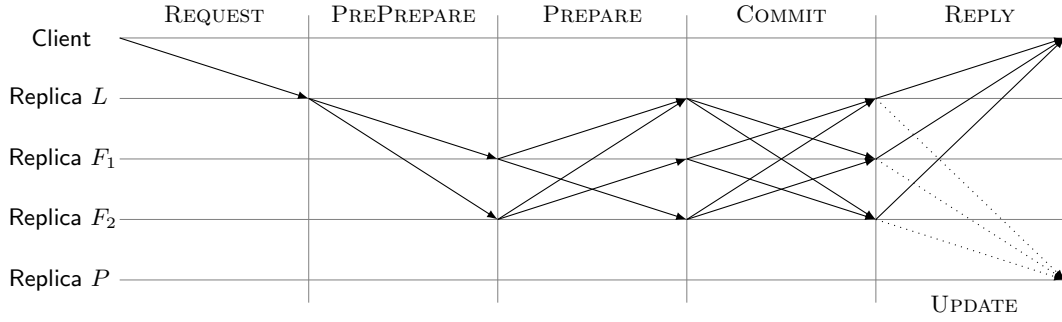 REQUEST PREPREPARE PREPARE COMMIT REPLY
Client
Replica L
Replica F₁
Replica F₂
Replica P
UPDATE